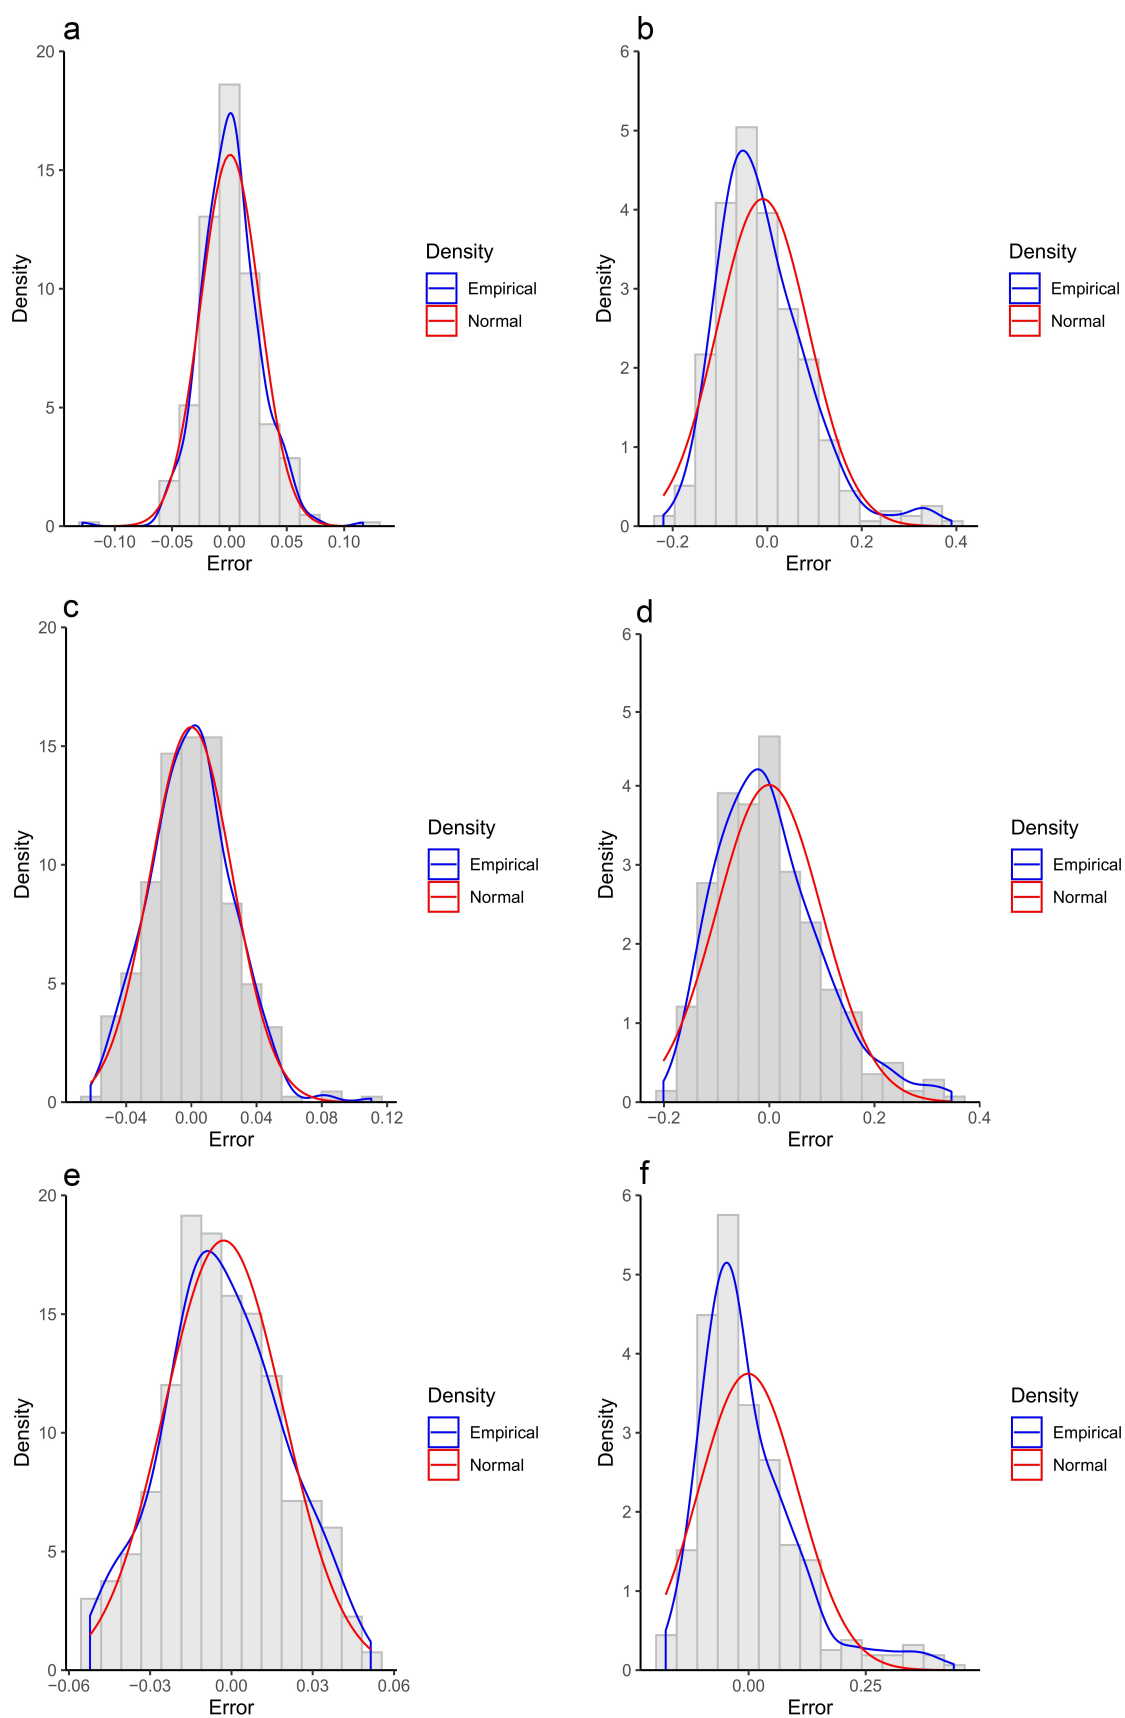 a
20
15
10
5
0
Density
−0.10 −0.05 0.00 0.05 0.10
Error
Density
Empirical
Normal
b
6
5
4
3
2
1
0
Density
−0.2 0.0 0.2 0.4
Error
Density
Empirical
Normal
c
20
15
10
5
0
Density
−0.04 0.00 0.04 0.08 0.12
Error
Density
Empirical
Normal
d
6
5
4
3
2
1
0
Density
−0.2 0.0 0.2 0.4
Error
Density
Empirical
Normal
e
20
15
10
5
0
Density
−0.06 −0.03 0.00 0.03 0.06
Error
Density
Empirical
Normal
f
6
5
4
3
2
1
0
Density
0.00 0.25
Error
Density
Empirical
Normal